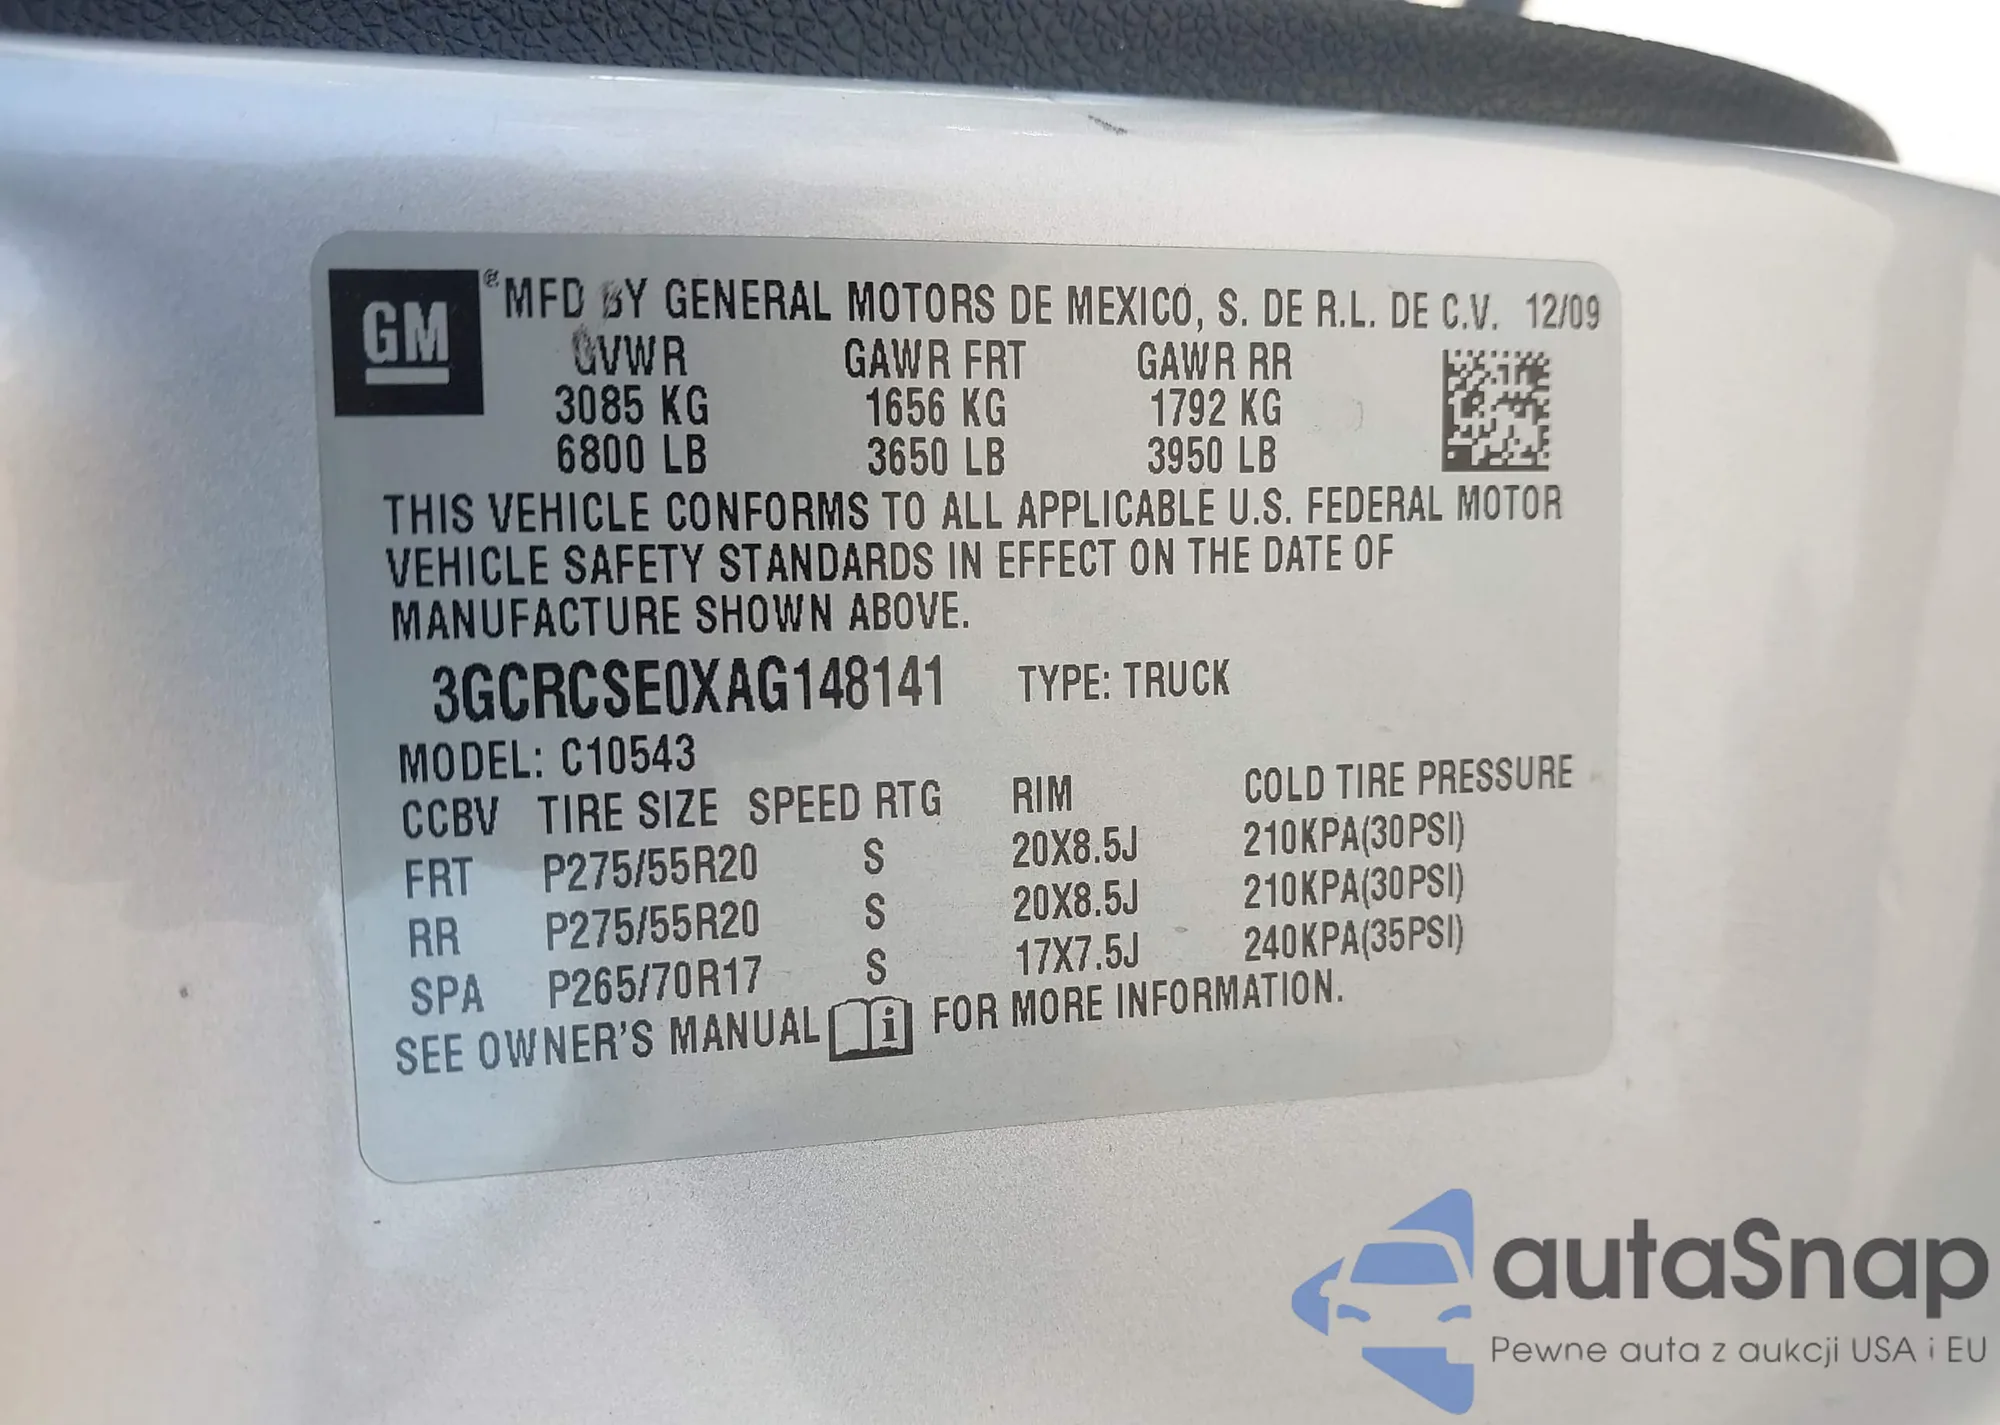 GM ® MFD BY GENERAL MOTORS DE MEXICO, S. DE R.L. DE C.V. 12/09
GVWR GAWR FRT GAWR RR
3085 KG 1656 KG 1792 KG
6800 LB 3650 LB 3950 LB
THIS VEHICLE CONFORMS TO ALL APPLICABLE U.S. FEDERAL MOTOR
VEHICLE SAFETY STANDARDS IN EFFECT ON THE DATE OF
MANUFACTURE SHOWN ABOVE.
3GCRCSE0XAG148141 TYPE: TRUCK
MODEL: C10543
CCBV TIRE SIZE SPEED RTG RIM COLD TIRE PRESSURE
FRT P275/55R20 S 20X8.5J 210KPA(30PSI)
RR P275/55R20 S 20X8.5J 210KPA(30PSI)
SPA P265/70R17 S 17X7.5J 240KPA(35PSI)
SEE OWNER'S MANUAL i FOR MORE INFORMATION.
autaSnap
Pewne auta z aukcji USA i EU